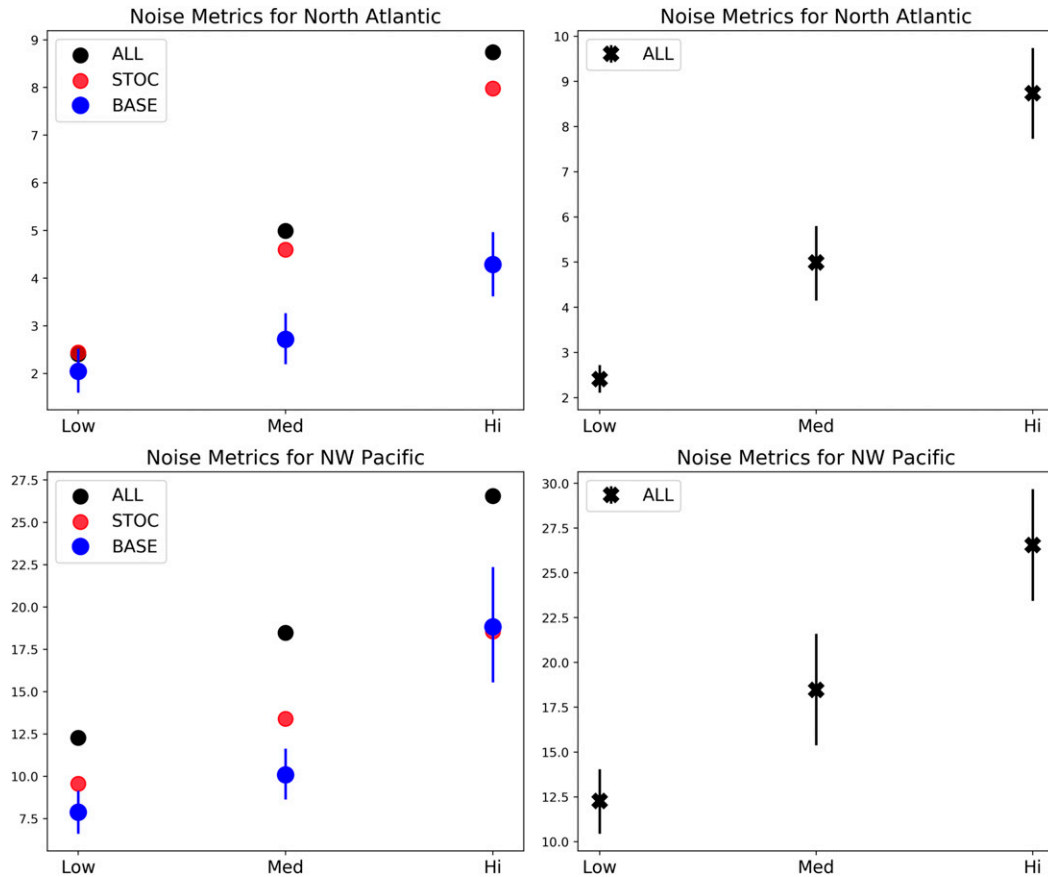 Noise Metrics for North Atlantic
ALL
STOC
BASE
9
8
7
6
5
4
3
2
Low Med Hi
Noise Metrics for North Atlantic
ALL
10
9
8
7
6
5
4
3
2
Low Med Hi
Noise Metrics for NW Pacific
ALL
STOC
BASE
27.5
25.0
22.5
20.0
17.5
15.0
12.5
10.0
7.5
Low Med Hi
Noise Metrics for NW Pacific
ALL
30.0
27.5
25.0
22.5
20.0
17.5
15.0
12.5
10.0
Low Med Hi